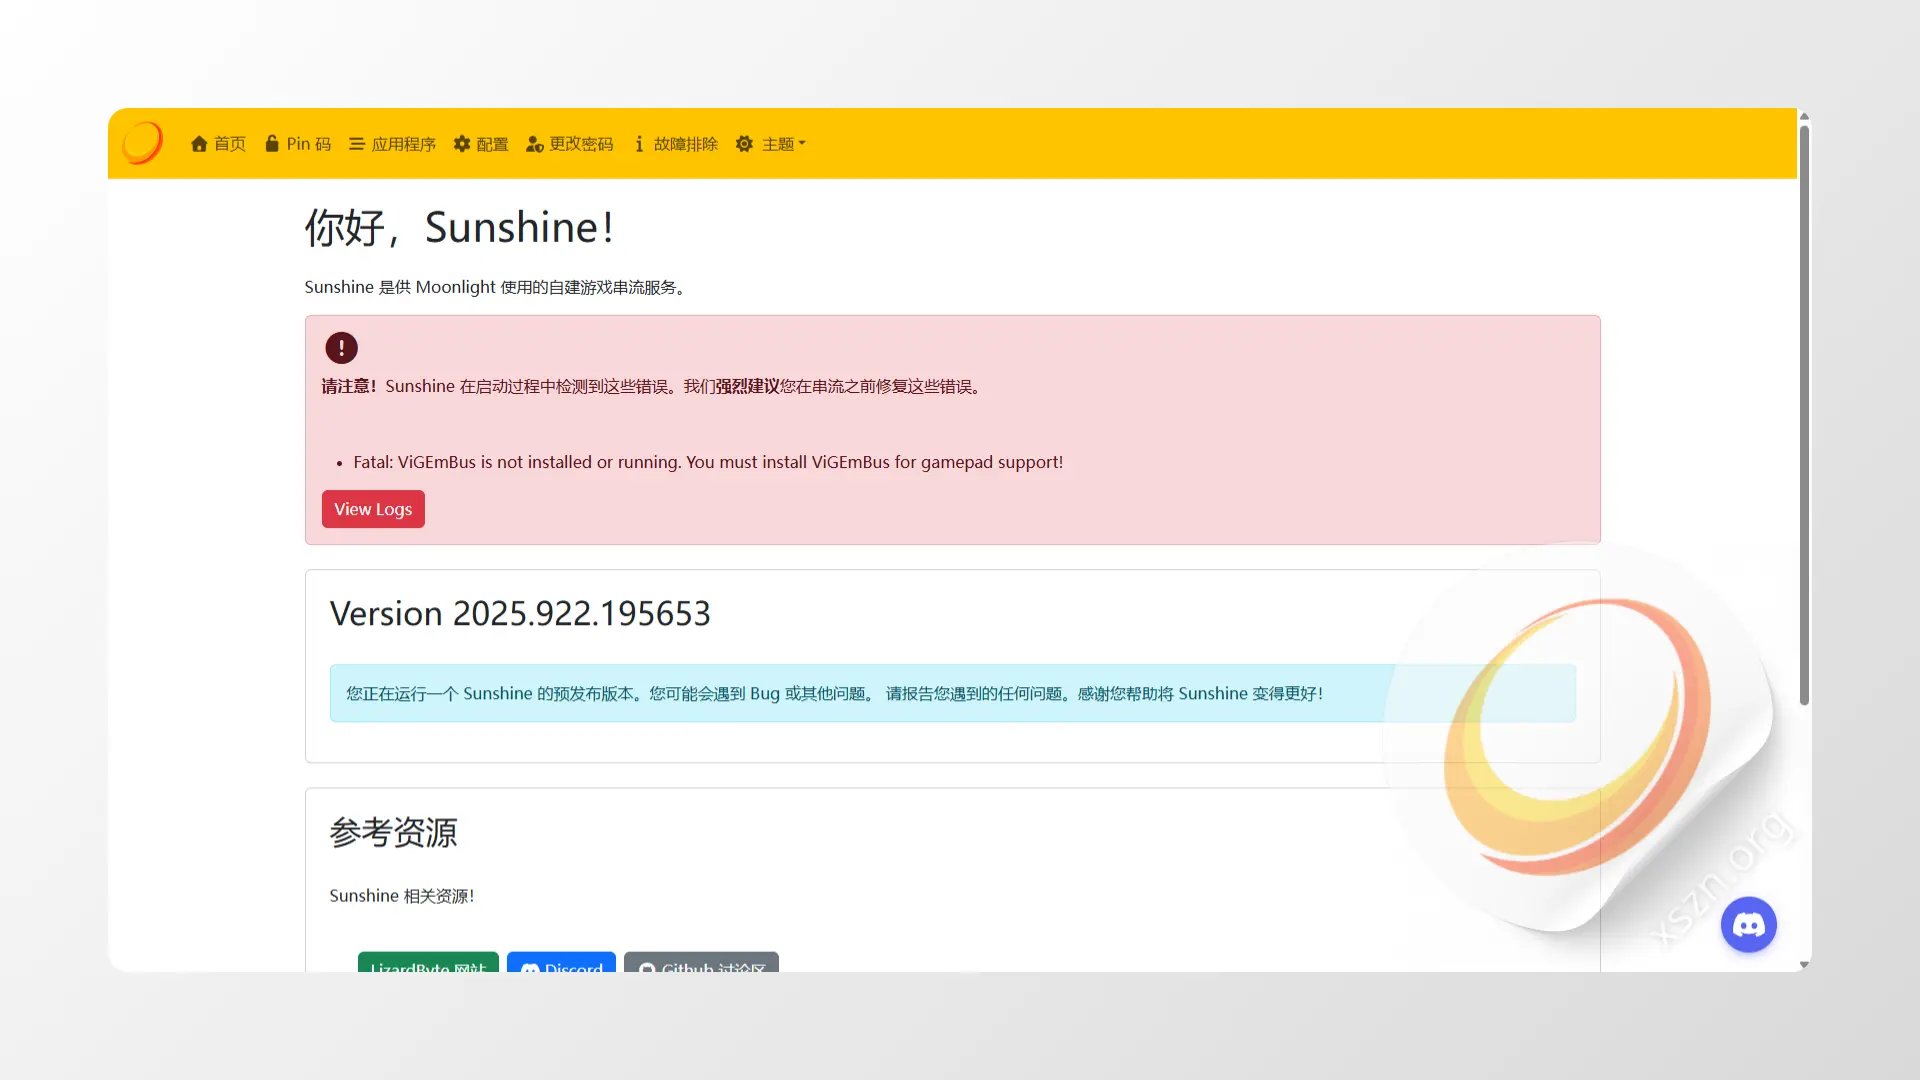 首页 Pin 码 应用程序 配置 更改密码 故障排除 主题
你好，Sunshine！
Sunshine 是供 Moonlight 使用的自建游戏串流服务。
请注意！Sunshine 在启动过程中检测到这些错误。我们强烈建议您在串流之前修复这些错误。
Fatal: ViGEmBus is not installed or running. You must install ViGEmBus for gamepad support!
View Logs
Version 2025.922.195653
您正在运行一个 Sunshine 的预发布版本。您可能会遇到 Bug 或其他问题。 请报告您遇到的任何问题。感谢您帮助将 Sunshine 变得更好！
参考资源
Sunshine 相关资源！
LizardByte 网站 Discord Github 讨论区
xszn.org